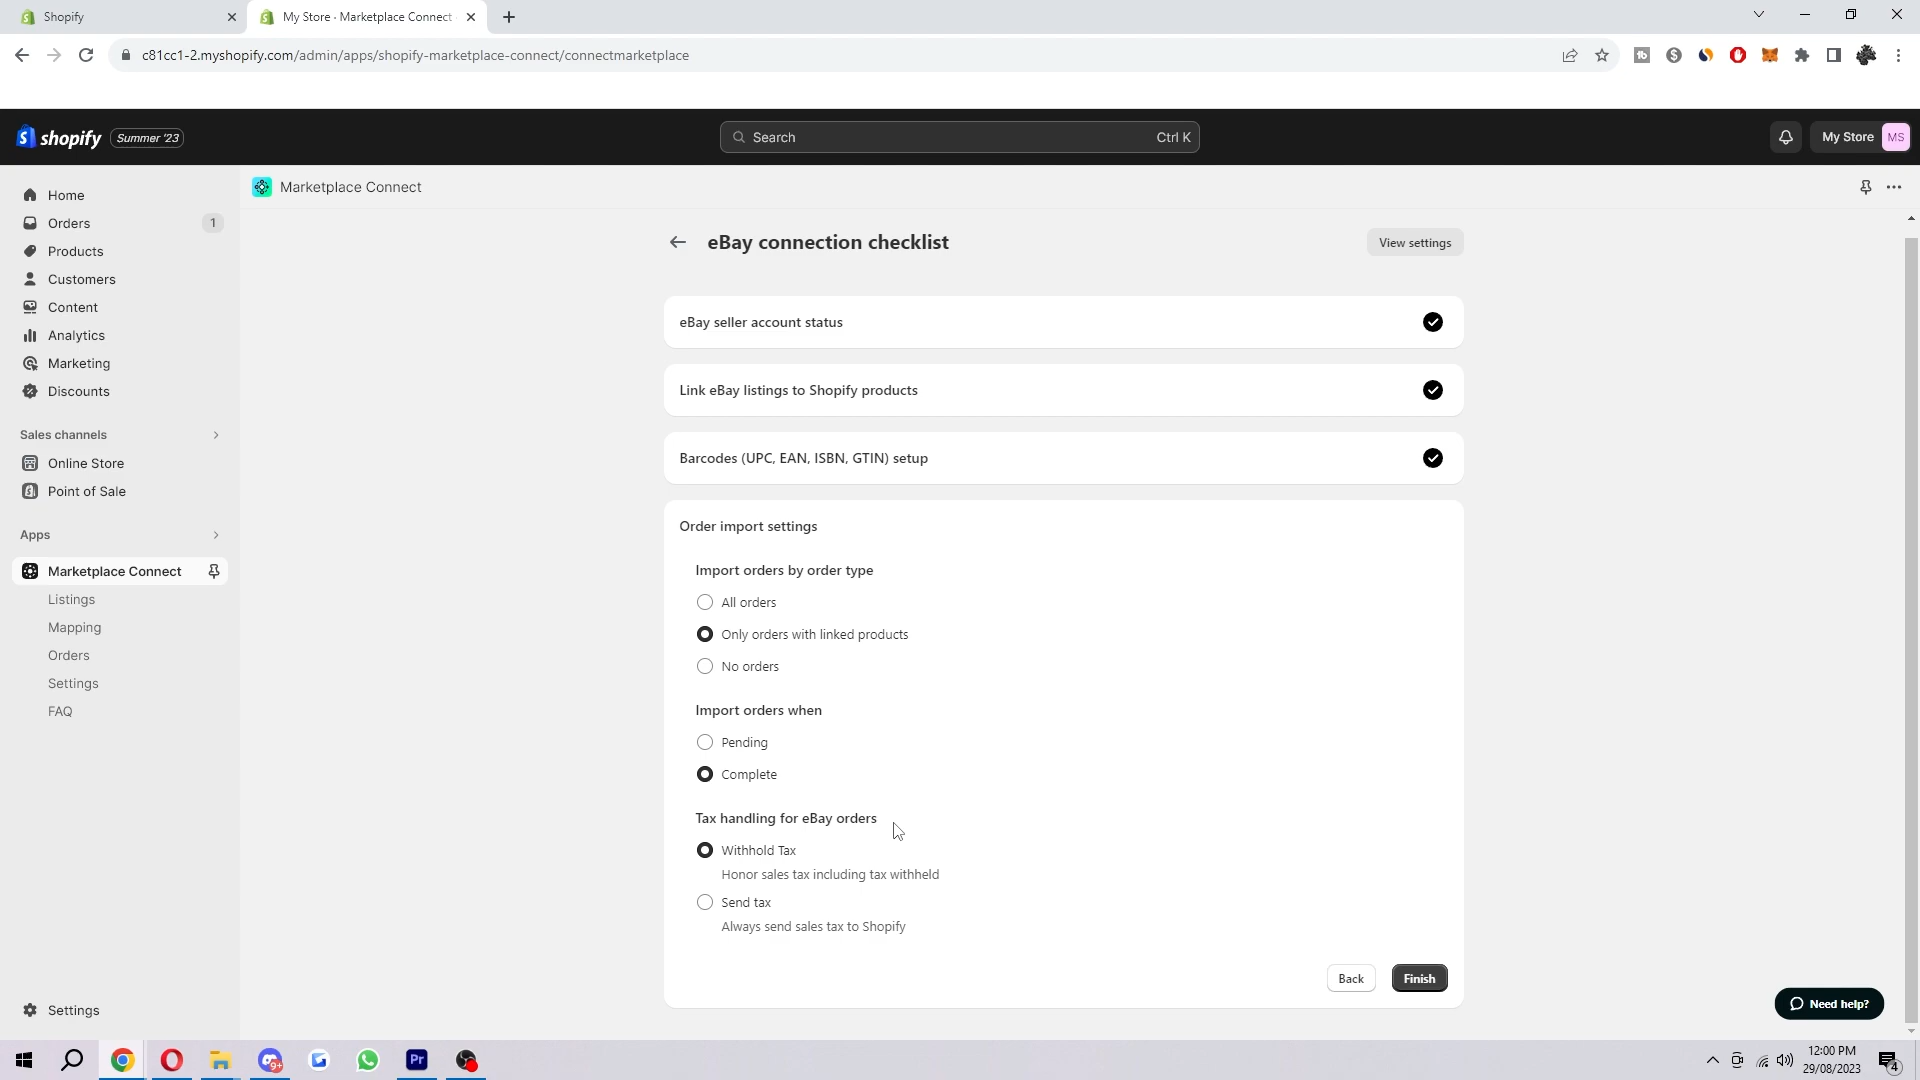 Shopify
My Store · Marketplace Connect
c81cc1-2.myshopify.com/admin/apps/shopify-marketplace-connect/connectmarketplace
shopify Summer '23
Search Ctrl K
My Store MS
Home
Orders 1
Products
Customers
Content
Analytics
Marketing
Discounts
Sales channels
Online Store
Point of Sale
Apps
Marketplace Connect
Listings
Mapping
Orders
Settings
FAQ
Settings
Marketplace Connect
eBay connection checklist
View settings
eBay seller account status
Link eBay listings to Shopify products
Barcodes (UPC, EAN, ISBN, GTIN) setup
Order import settings
Import orders by order type
All orders
Only orders with linked products
No orders
Import orders when
Pending
Complete
Tax handling for eBay orders
Withhold Tax
Honor sales tax including tax withheld
Send tax
Always send sales tax to Shopify
Back Finish
Need help?
9+
Pr
12:00 PM
29/08/2023
4